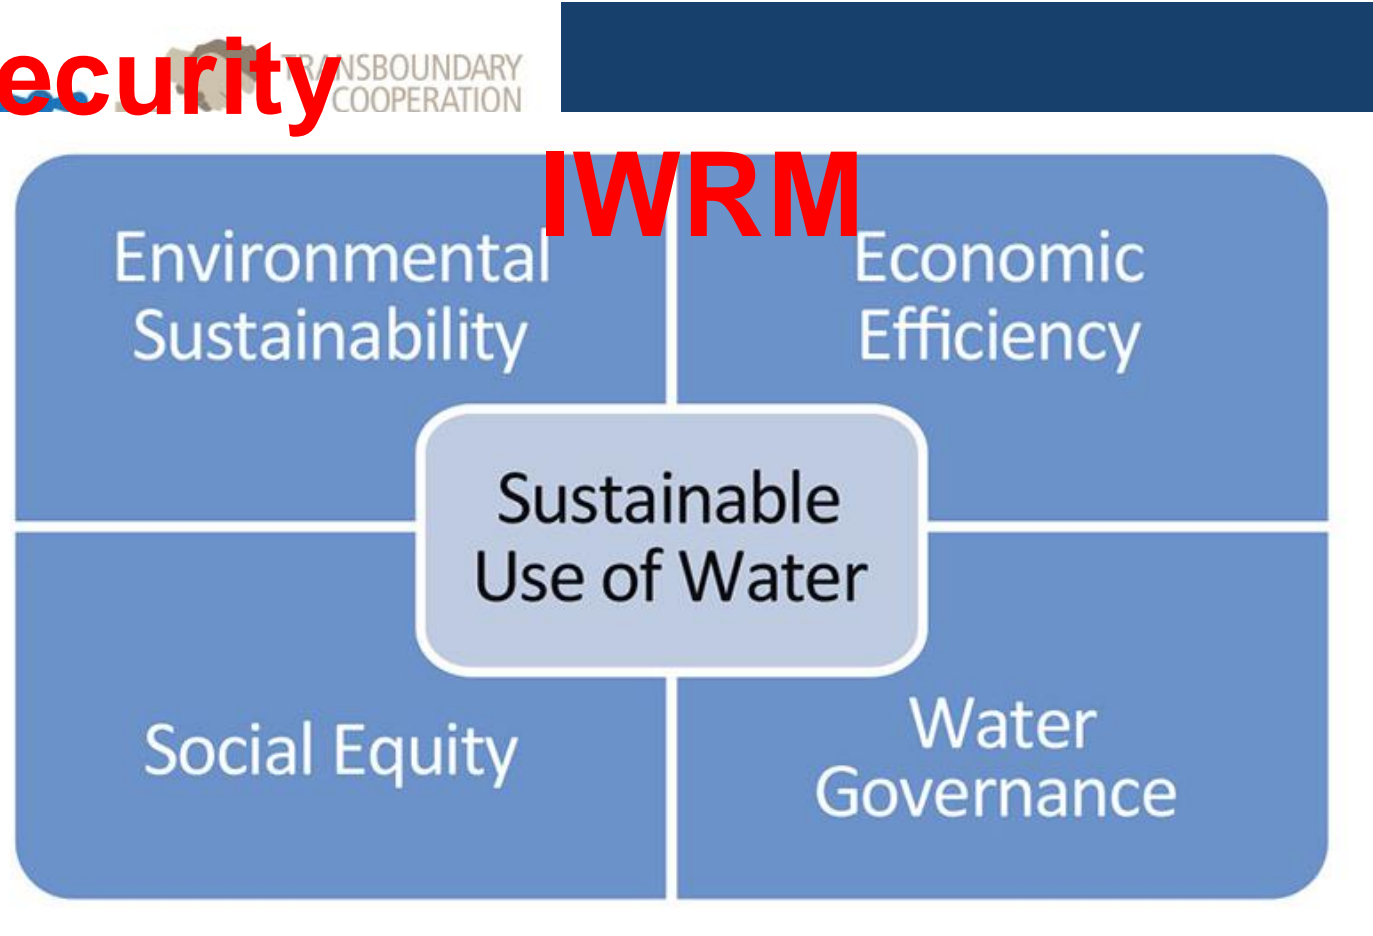 ecurity
TRANSBOUNDARY
COOPERATION
IWRM
Environmental
Sustainability
Economic
Efficiency
Sustainable
Use of Water
Social Equity
Water
Governance